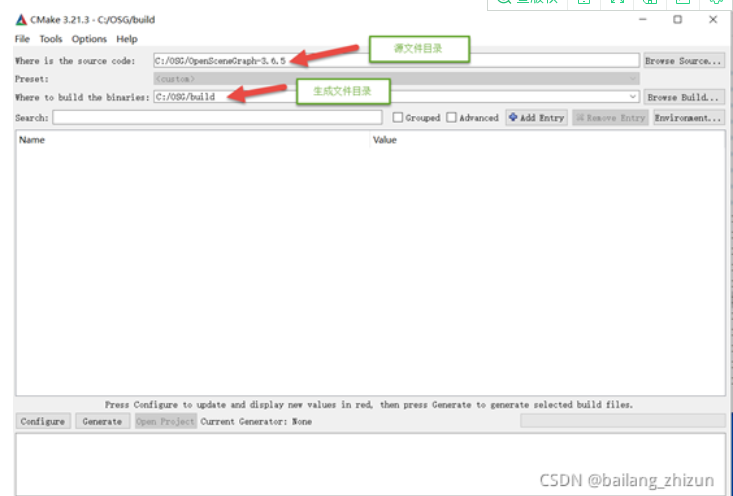 CMake 3.21.3 - C:/OSG/build
File Tools Options Help
源文件目录
Where is the source code: C:/OSG/OpenSceneGraph-3.6.5 Browse Source...
Preset: <custom>
生成文件目录
Where to build the binaries: C:/OSG/build Browse Build...
Search: Grouped Advanced Add Entry Remove Entry Environment...
Name Value
Press Configure to update and display new values in red, then press Generate to generate selected build files.
Configure Generate Open Project Current Generator: None
CSDN @bailang_zhizun